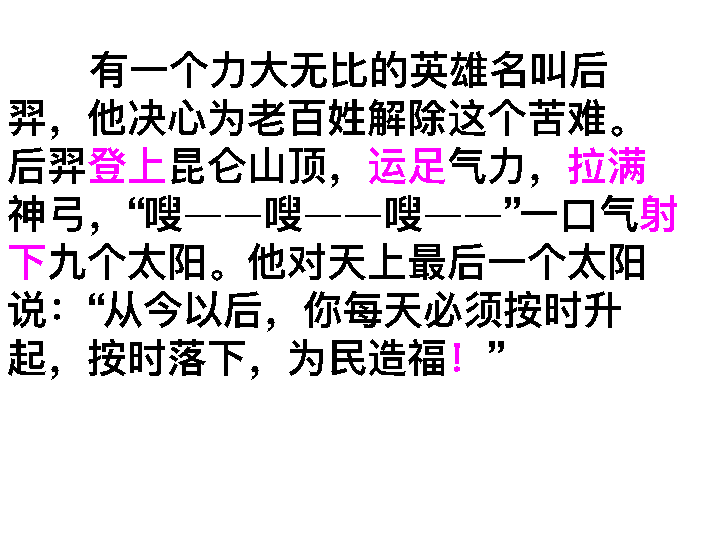 有一个力大无比的英雄名叫后
羿，他决心为老百姓解除这个苦难。
后羿登上昆仑山顶，运足气力，拉满
神弓，“嗖——嗖——嗖——”一口气射
下九个太阳。他对天上最后一个太阳
说：“从今以后，你每天必须按时升
起，按时落下，为民造福！”